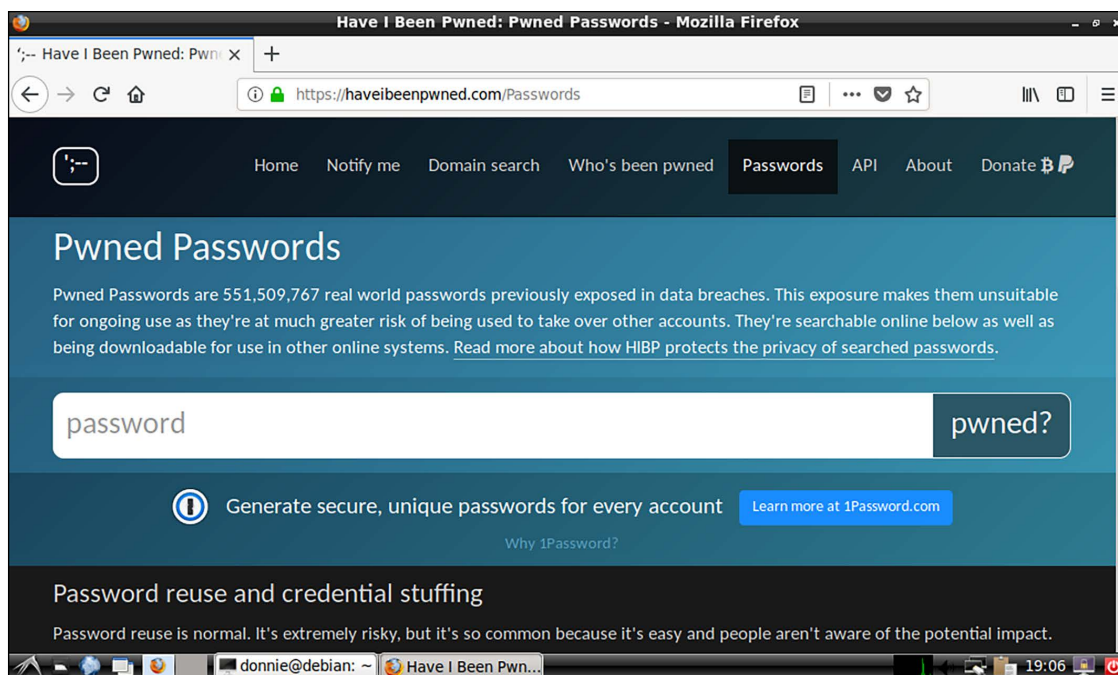 Have I Been Pwned: Pwned Passwords - Mozilla Firefox
';-- Have I Been Pwned: Pwn
https://haveibeenpwned.com/Passwords
';--
Home Notify me Domain search Who's been pwned Passwords API About Donate
Pwned Passwords
Pwned Passwords are 551,509,767 real world passwords previously exposed in data breaches. This exposure makes them unsuitable
for ongoing use as they're at much greater risk of being used to take over other accounts. They're searchable online below as well as
being downloadable for use in other online systems. Read more about how HIBP protects the privacy of searched passwords.
password pwned?
Generate secure, unique passwords for every account Learn more at 1Password.com
Why 1Password?
Password reuse and credential stuffing
Password reuse is normal. It's extremely risky, but it's so common because it's easy and people aren't aware of the potential impact.
donnie@debian: ~ Have I Been Pwn... 19:06